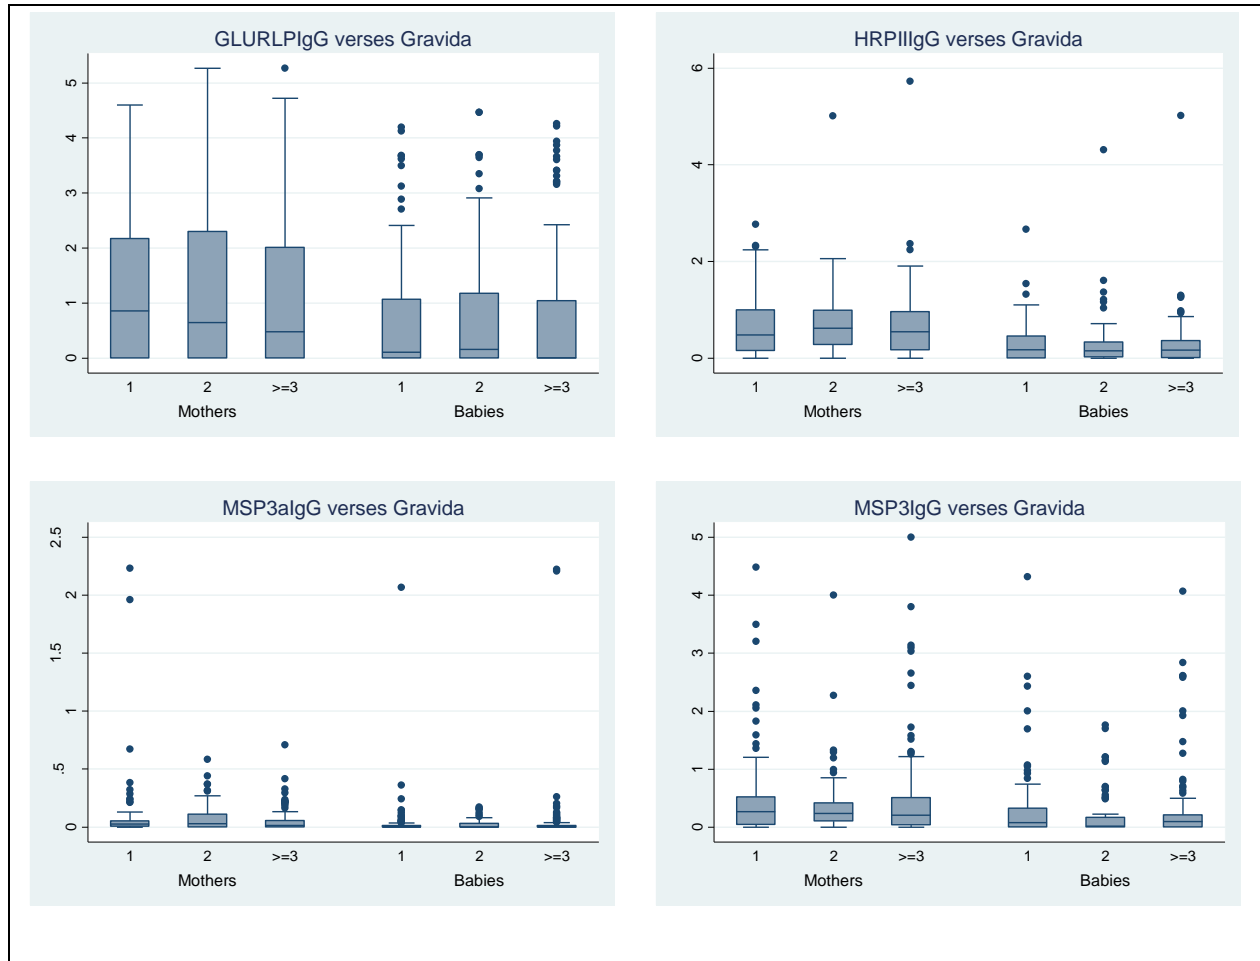 GLURLPIgG verses Gravida
5
4
3
2
1
0
1 2 >=3 1 2 >=3
Mothers Babies
HRPIIIgG verses Gravida
6
4
2
0
1 2 >=3 1 2 >=3
Mothers Babies
MSP3aIgG verses Gravida
2.5
2
1.5
1
.5
0
1 2 >=3 1 2 >=3
Mothers Babies
MSP3IgG verses Gravida
5
4
3
2
1
0
1 2 >=3 1 2 >=3
Mothers Babies